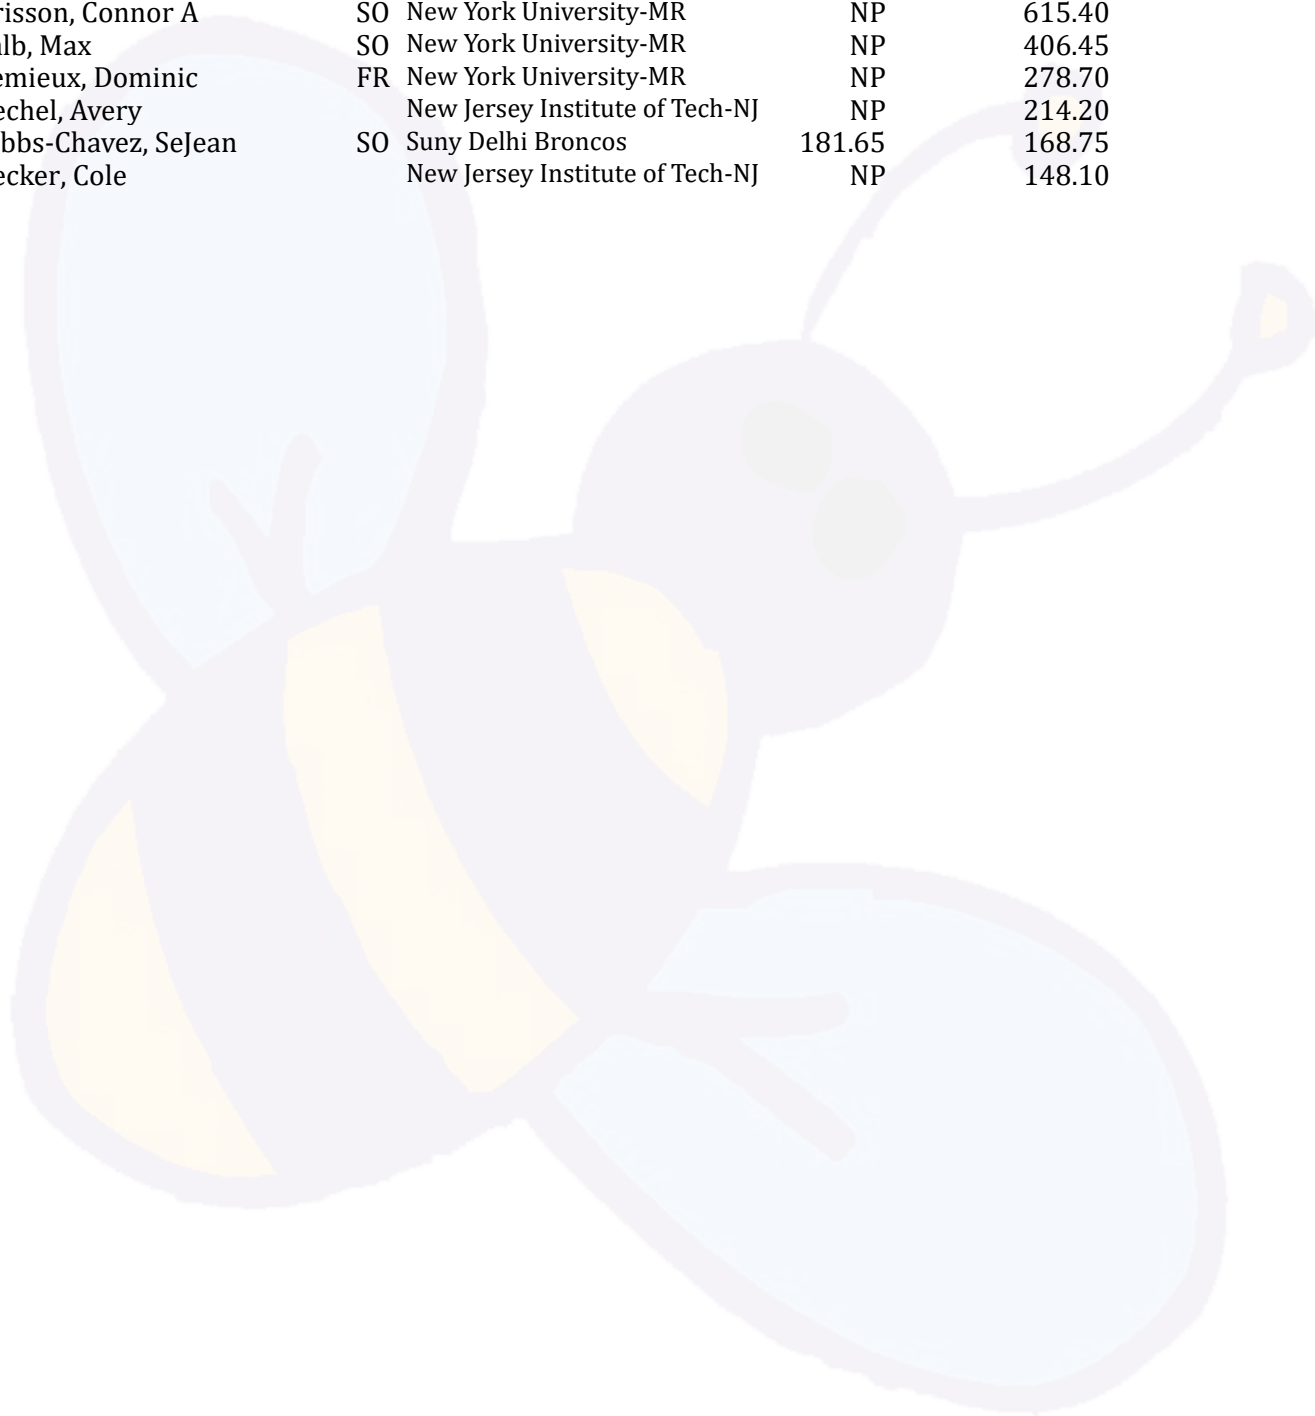 risson, Connor A SO New York University-MR NP 615.40
lb, Max SO New York University-MR NP 406.45
emieux, Dominic FR New York University-MR NP 278.70
echel, Avery New Jersey Institute of Tech-NJ NP 214.20
bbs-Chavez, SeJean SO Suny Delhi Broncos 181.65 168.75
ecker, Cole New Jersey Institute of Tech-NJ NP 148.10